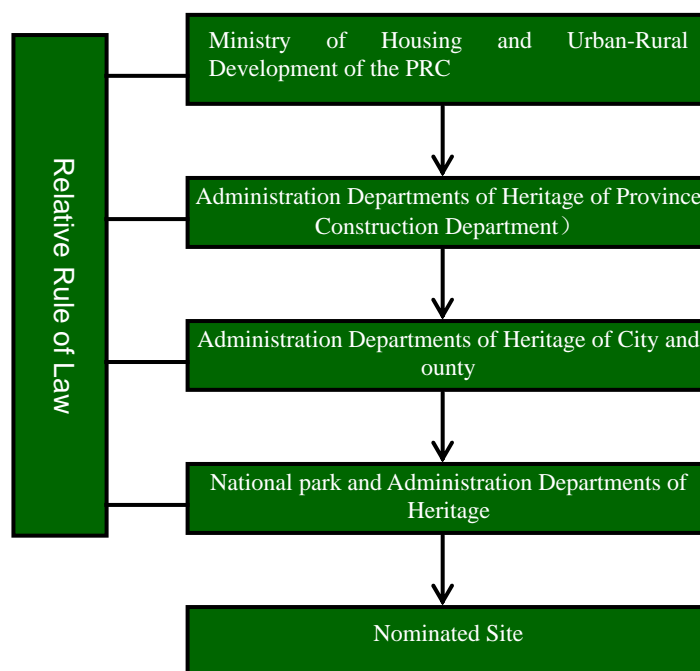 Relative Rule of Law
Ministry of Housing and Urban-Rural
Development of the PRC
Administration Departments of Heritage of Province
Construction Department）
Administration Departments of Heritage of City and
ounty
National park and Administration Departments of
Heritage
Nominated Site